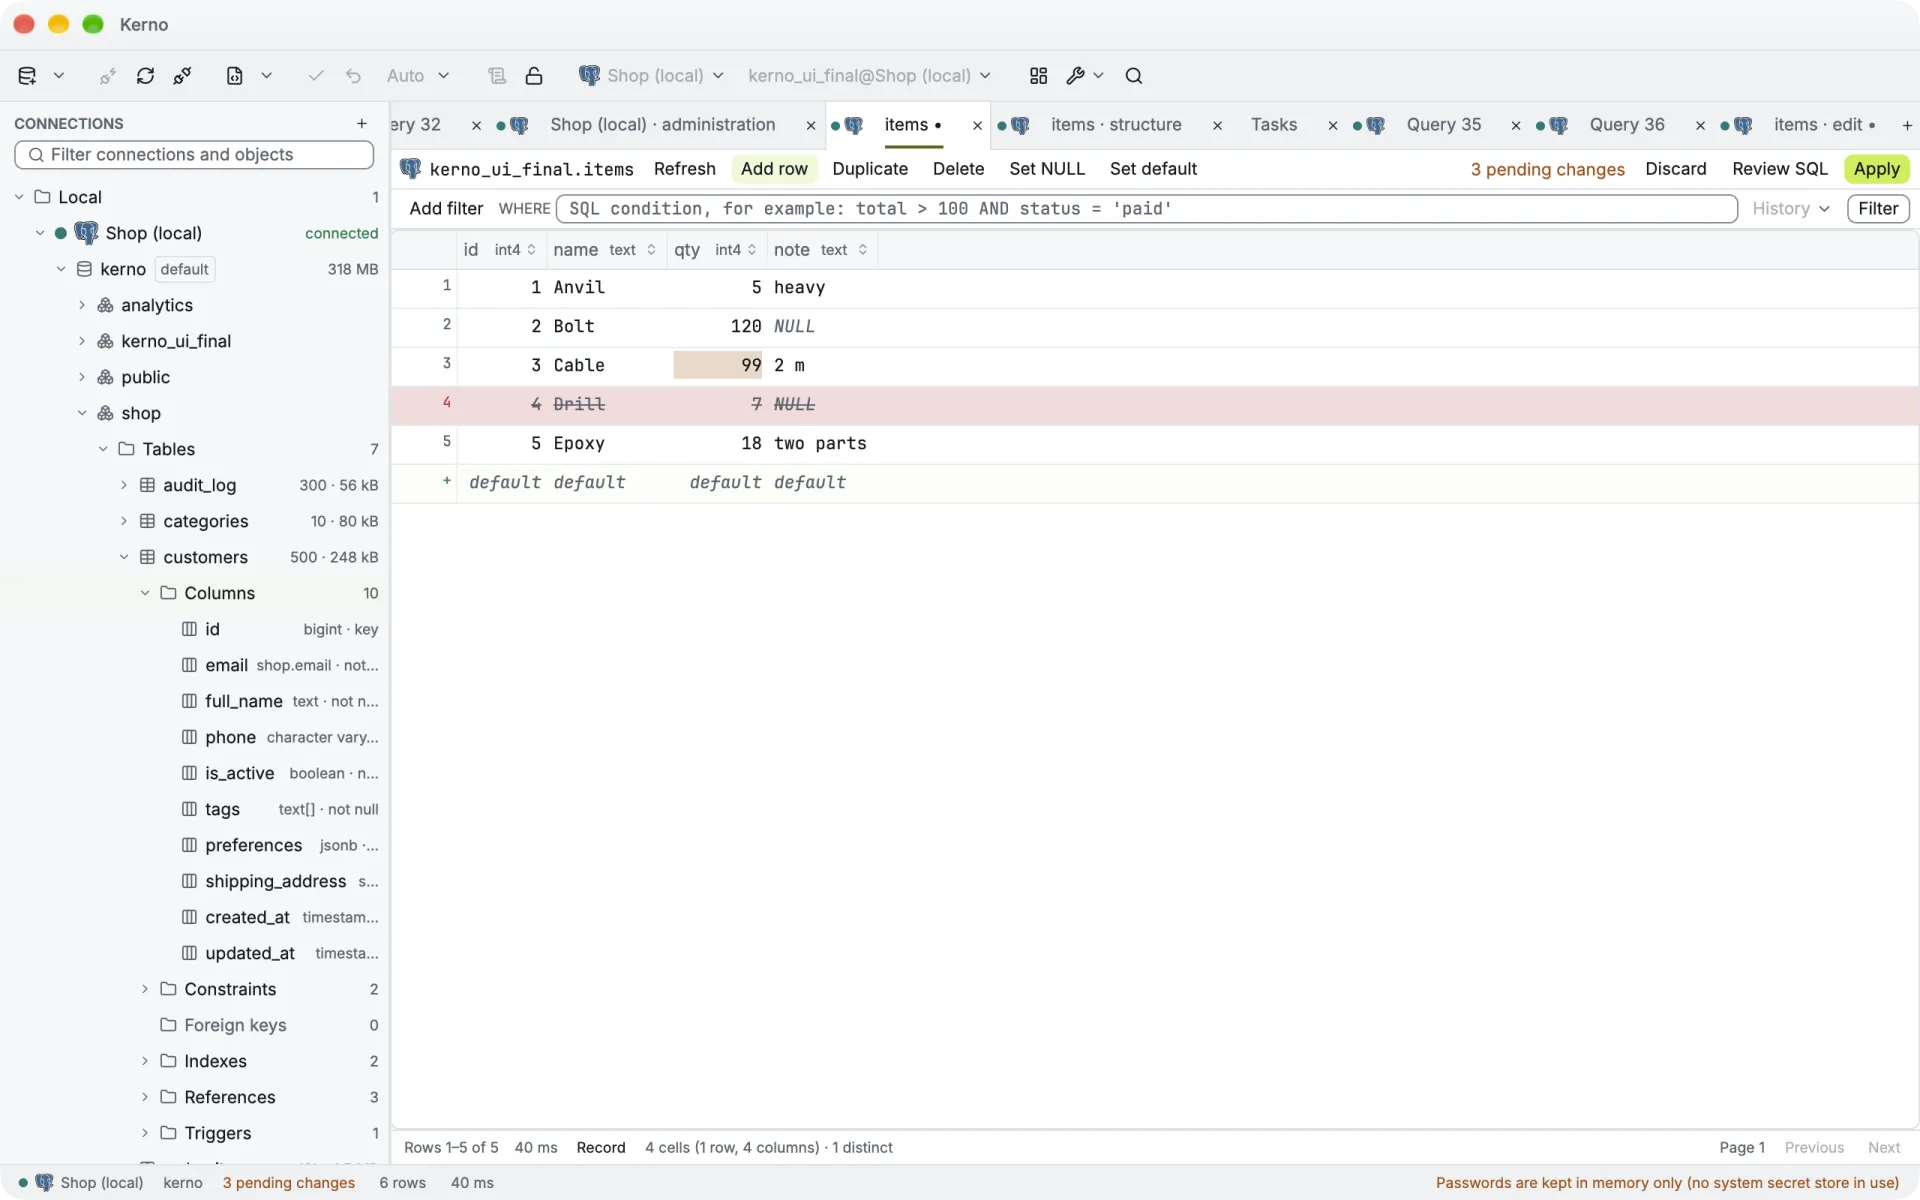 Kerno
Auto
Shop (local)
kerno_ui_final@Shop (local)
CONNECTIONS +
Filter connections and objects
Local 1
Shop (local) connected
kerno default 318 MB
analytics
kerno_ui_final
public
shop
Tables 7
audit_log 300 · 56 kB
categories 10 · 80 kB
customers 500 · 248 kB
Columns 10
id bigint · key
email shop.email · not...
full_name text · not n...
phone character vary...
is_active boolean · n...
tags text[] · not null
preferences jsonb ·...
shipping_address s...
created_at timestam...
updated_at timesta...
Constraints 2
Foreign keys 0
Indexes 2
References 3
Triggers 1
ery 32 × Shop (local) · administration × items • × items · structure × Tasks × Query 35 × Query 36 × items · edit • +
kerno_ui_final.items Refresh Add row Duplicate Delete Set NULL Set default 3 pending changes Discard Review SQL Apply
Add filter WHERE SQL condition, for example: total > 100 AND status = 'paid' History Filter
id int4 name text qty int4 note text
1 1 Anvil 5 heavy
2 2 Bolt 120 NULL
3 3 Cable 99 2 m
4 4 Drill 7 NULL
5 5 Epoxy 18 two parts
+ default default default default
Rows 1–5 of 5 40 ms Record 4 cells (1 row, 4 columns) · 1 distinct Page 1 Previous Next
Shop (local) kerno 3 pending changes 6 rows 40 ms Passwords are kept in memory only (no system secret store in use)